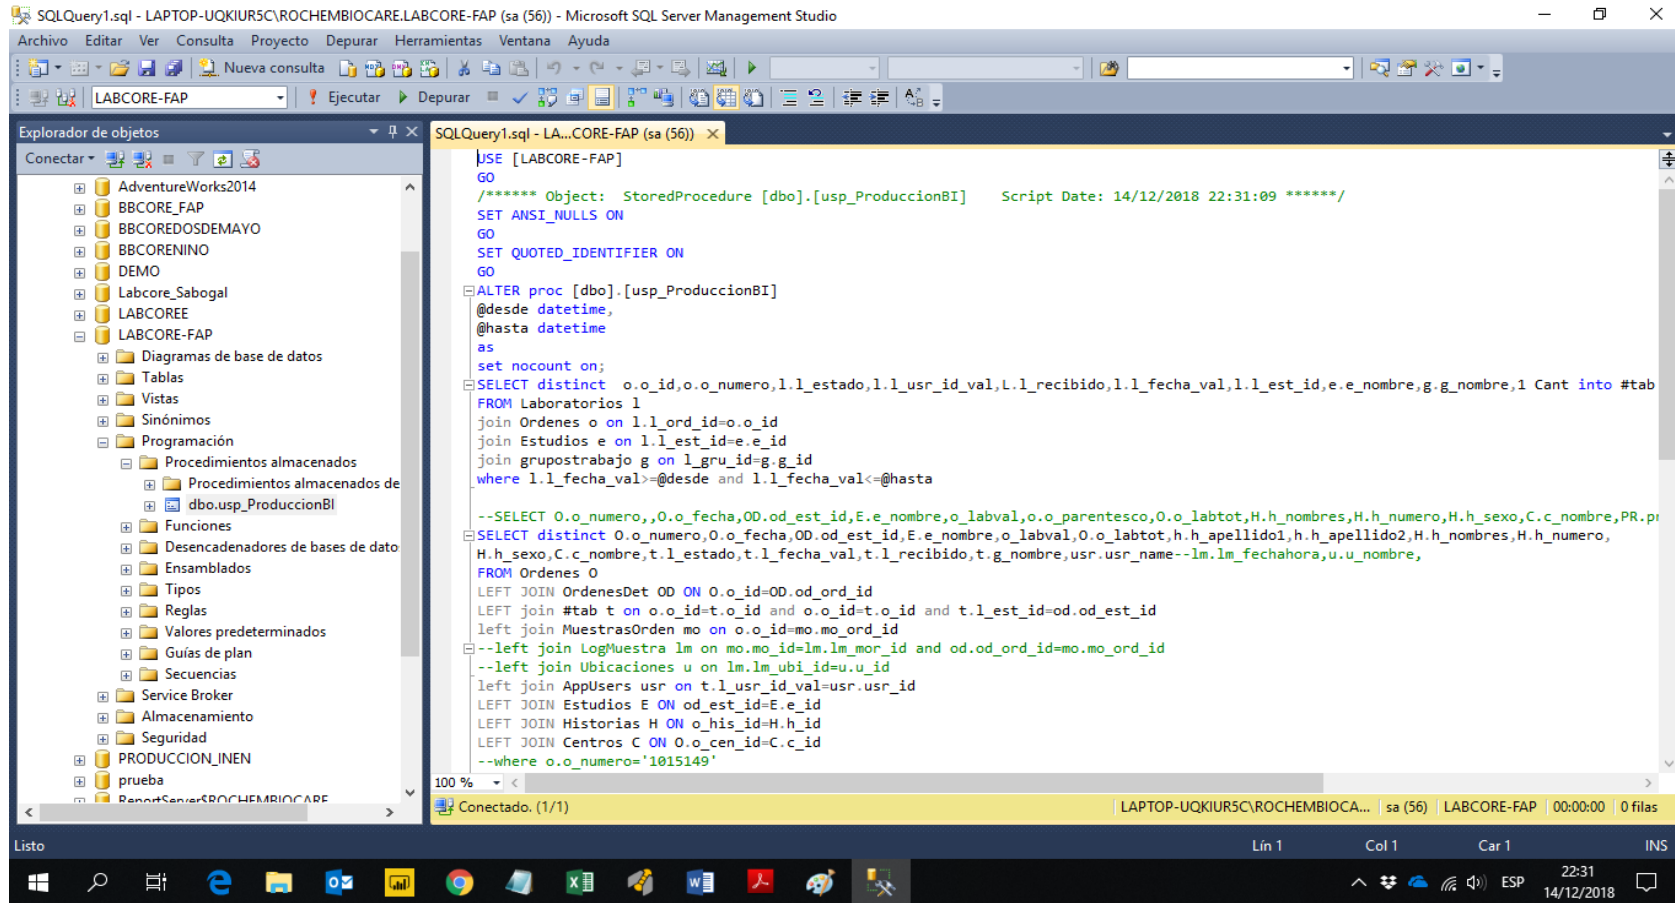 SQLQuery1.sql - LAPTOP-UQKIUR5C\ROCHEMBIOCARE.LABCORE-FAP (sa (56)) - Microsoft SQL Server Management Studio
Archivo Editar Ver Consulta Proyecto Depurar Herramientas Ventana Ayuda
Nueva consulta
LABCORE-FAP Ejecutar Depurar
Explorador de objetos
Conectar
AdventureWorks2014
BBCORE_FAP
BBCOREDOSDEMAYO
BBCORENINO
DEMO
Labcore_Sabogal
LABCOREE
LABCORE-FAP
Diagramas de base de datos
Tablas
Vistas
Sinónimos
Programación
Procedimientos almacenados
Procedimientos almacenados de
dbo.usp_ProduccionBI
Funciones
Desencadenadores de bases de dato
Ensamblados
Tipos
Reglas
Valores predeterminados
Guías de plan
Secuencias
Service Broker
Almacenamiento
Seguridad
PRODUCCION_INEN
prueba
ReportServer$ROCHEMBIOCARE
SQLQuery1.sql - LA...CORE-FAP (sa (56))
USE [LABCORE-FAP]
GO
/****** Object:  StoredProcedure [dbo].[usp_ProduccionBI]    Script Date: 14/12/2018 22:31:09 ******/
SET ANSI_NULLS ON
GO
SET QUOTED_IDENTIFIER ON
GO
ALTER proc [dbo].[usp_ProduccionBI]
@desde datetime,
@hasta datetime
as
set nocount on;
SELECT distinct  o.o_id,o.o_numero,l.l_estado,l.l_usr_id_val,L.l_recibido,l.l_fecha_val,l.l_est_id,e.e_nombre,g.g_nombre,1 Cant into #tab
FROM Laboratorios l
join Ordenes o on l.l_ord_id=o.o_id
join Estudios e on l.l_est_id=e.e_id
join grupostrabajo g on l_gru_id=g.g_id
where l.l_fecha_val>=@desde and l.l_fecha_val<=@hasta
--SELECT O.o_numero,,O.o_fecha,OD.od_est_id,E.e_nombre,o_labval,o.o_parentesco,O.o_labtot,H.h_nombres,H.h_numero,H.h_sexo,C.c_nombre,PR.pr
SELECT distinct O.o_numero,O.o_fecha,OD.od_est_id,E.e_nombre,o_labval,O.o_labtot,h.h_apellido1,h.h_apellido2,H.h_nombres,H.h_numero,
H.h_sexo,C.c_nombre,t.l_estado,t.l_fecha_val,t.l_recibido,t.g_nombre,usr.usr_name--lm.lm_fechahora,u.u_nombre,
FROM Ordenes O
LEFT JOIN OrdenesDet OD ON O.o_id=OD.od_ord_id
LEFT join #tab t on o.o_id=t.o_id and o.o_id=t.o_id and t.l_est_id=od.od_est_id
left join MuestrasOrden mo on o.o_id=mo.mo_ord_id
--left join LogMuestra lm on mo.mo_id=lm.lm_mor_id and od.od_ord_id=mo.mo_ord_id
--left join Ubicaciones u on lm.lm_ubi_id=u.u_id
left join AppUsers usr on t.l_usr_id_val=usr.usr_id
LEFT JOIN Estudios E ON od_est_id=E.e_id
LEFT JOIN Historias H ON o_his_id=H.h_id
LEFT JOIN Centros C ON O.o_cen_id=C.c_id
--where o.o_numero='1015149'
100 %
Conectado. (1/1) LAPTOP-UQKIUR5C\ROCHEMBIOCA... sa (56) LABCORE-FAP 00:00:00 0 filas
Listo Lín 1 Col 1 Car 1 INS
ESP 22:31
14/12/2018